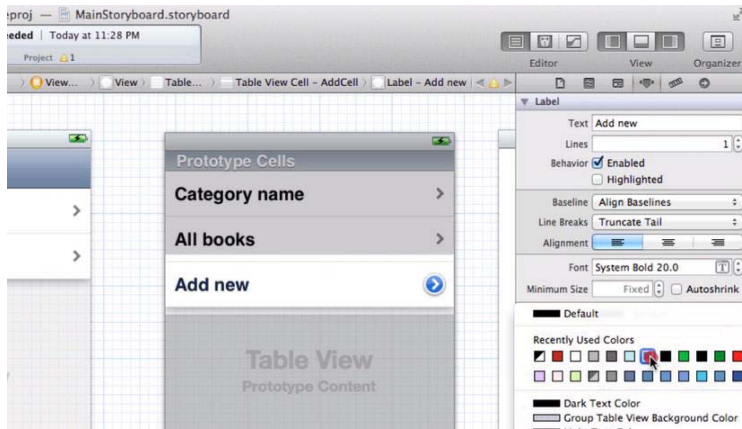 eproj — MainStoryboard.storyboard
eeded | Today at 11:28 PM
Project 1
Editor View Organizer
View... View Table... Table View Cell – AddCell Label – Add new
Label
Text Add new
Lines 1
Behavior Enabled
Highlighted
Baseline Align Baselines
Line Breaks Truncate Tail
Alignment
Font System Bold 20.0
Minimum Size Fixed Autoshrink
Default
Recently Used Colors
Dark Text Color
Group Table View Background Color
Prototype Cells
Category name
All books
Add new
Table View
Prototype Content